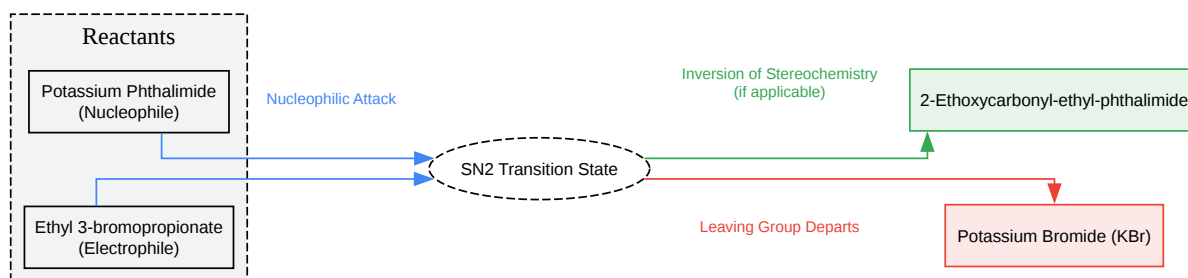 Reactants
Potassium Phthalimide
(Nucleophile)
Nucleophilic Attack
Ethyl 3-bromopropionate
(Electrophile)
SN2 Transition State
Inversion of Stereochemistry
(if applicable)
2-Ethoxycarbonyl-ethyl-phthalimide
Leaving Group Departs
Potassium Bromide (KBr)